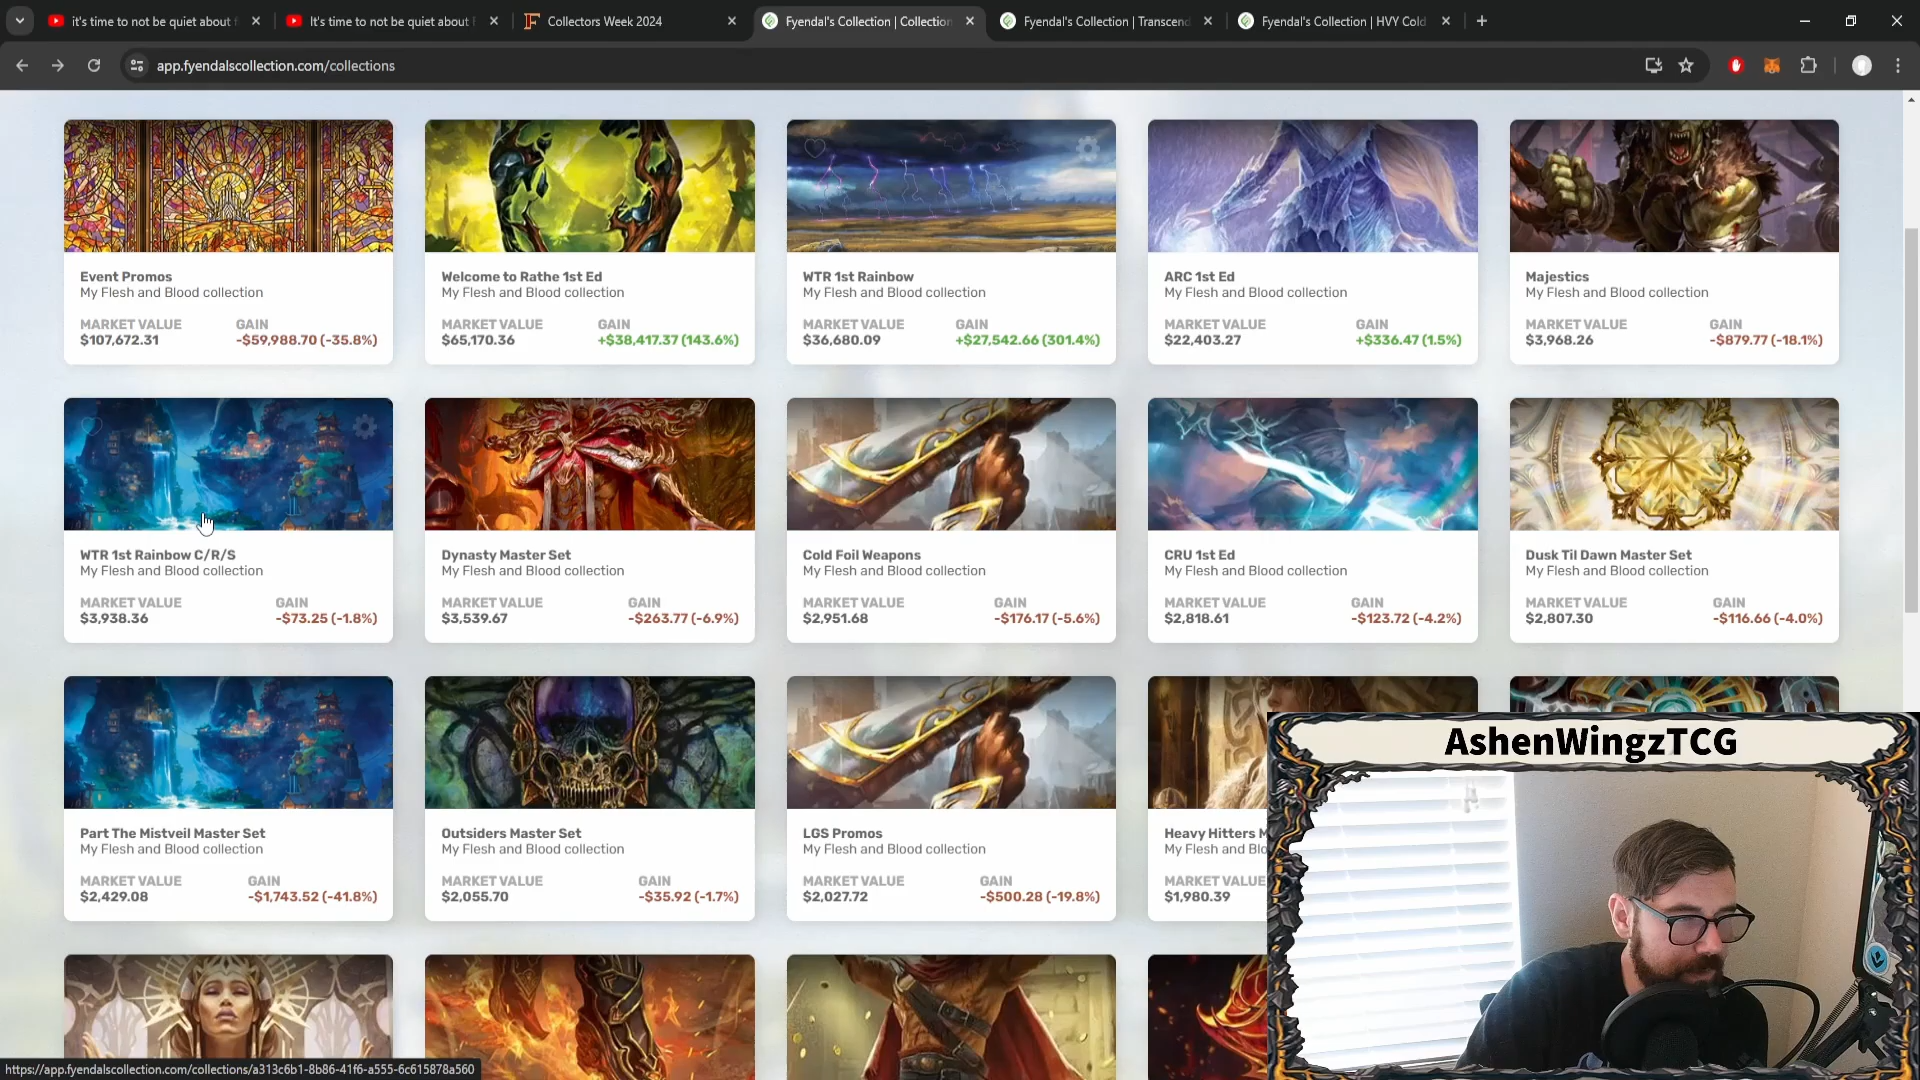 it's time to not be quiet about
It's time to not be quiet about
Collectors Week 2024
Fyendal's Collection | Collection
Fyendal's Collection | Transcend
Fyendal's Collection | HVY Cold
app.fyendalscollection.com/collections
Event Promos
My Flesh and Blood collection
MARKET VALUE GAIN
$107,672.31 -$59,988.70 (-35.8%)
Welcome to Rathe 1st Ed
My Flesh and Blood collection
MARKET VALUE GAIN
$65,170.36 +$38,417.37 (143.6%)
WTR 1st Rainbow
My Flesh and Blood collection
MARKET VALUE GAIN
$36,680.09 +$27,542.66 (301.4%)
ARC 1st Ed
My Flesh and Blood collection
MARKET VALUE GAIN
$22,403.27 +$336.47 (1.5%)
Majestics
My Flesh and Blood collection
MARKET VALUE GAIN
$3,968.26 -$879.77 (-18.1%)
WTR 1st Rainbow C/R/S
My Flesh and Blood collection
MARKET VALUE GAIN
$3,938.36 -$73.25 (-1.8%)
Dynasty Master Set
My Flesh and Blood collection
MARKET VALUE GAIN
$3,539.67 -$263.77 (-6.9%)
Cold Foil Weapons
My Flesh and Blood collection
MARKET VALUE GAIN
$2,951.68 -$176.17 (-5.6%)
CRU 1st Ed
My Flesh and Blood collection
MARKET VALUE GAIN
$2,818.61 -$123.72 (-4.2%)
Dusk Til Dawn Master Set
My Flesh and Blood collection
MARKET VALUE GAIN
$2,807.30 -$116.66 (-4.0%)
Part The Mistveil Master Set
My Flesh and Blood collection
MARKET VALUE GAIN
$2,429.08 -$1,743.52 (-41.8%)
Outsiders Master Set
My Flesh and Blood collection
MARKET VALUE GAIN
$2,055.70 -$35.92 (-1.7%)
LGS Promos
My Flesh and Blood collection
MARKET VALUE GAIN
$2,027.72 -$500.28 (-19.8%)
Heavy Hitters M
My Flesh and Blo
MARKET VALUE
$1,980.39
AshenWingzTCG
https://app.fyendalscollection.com/collections/a313c6b1-8b86-41f6-a555-6c615878a560